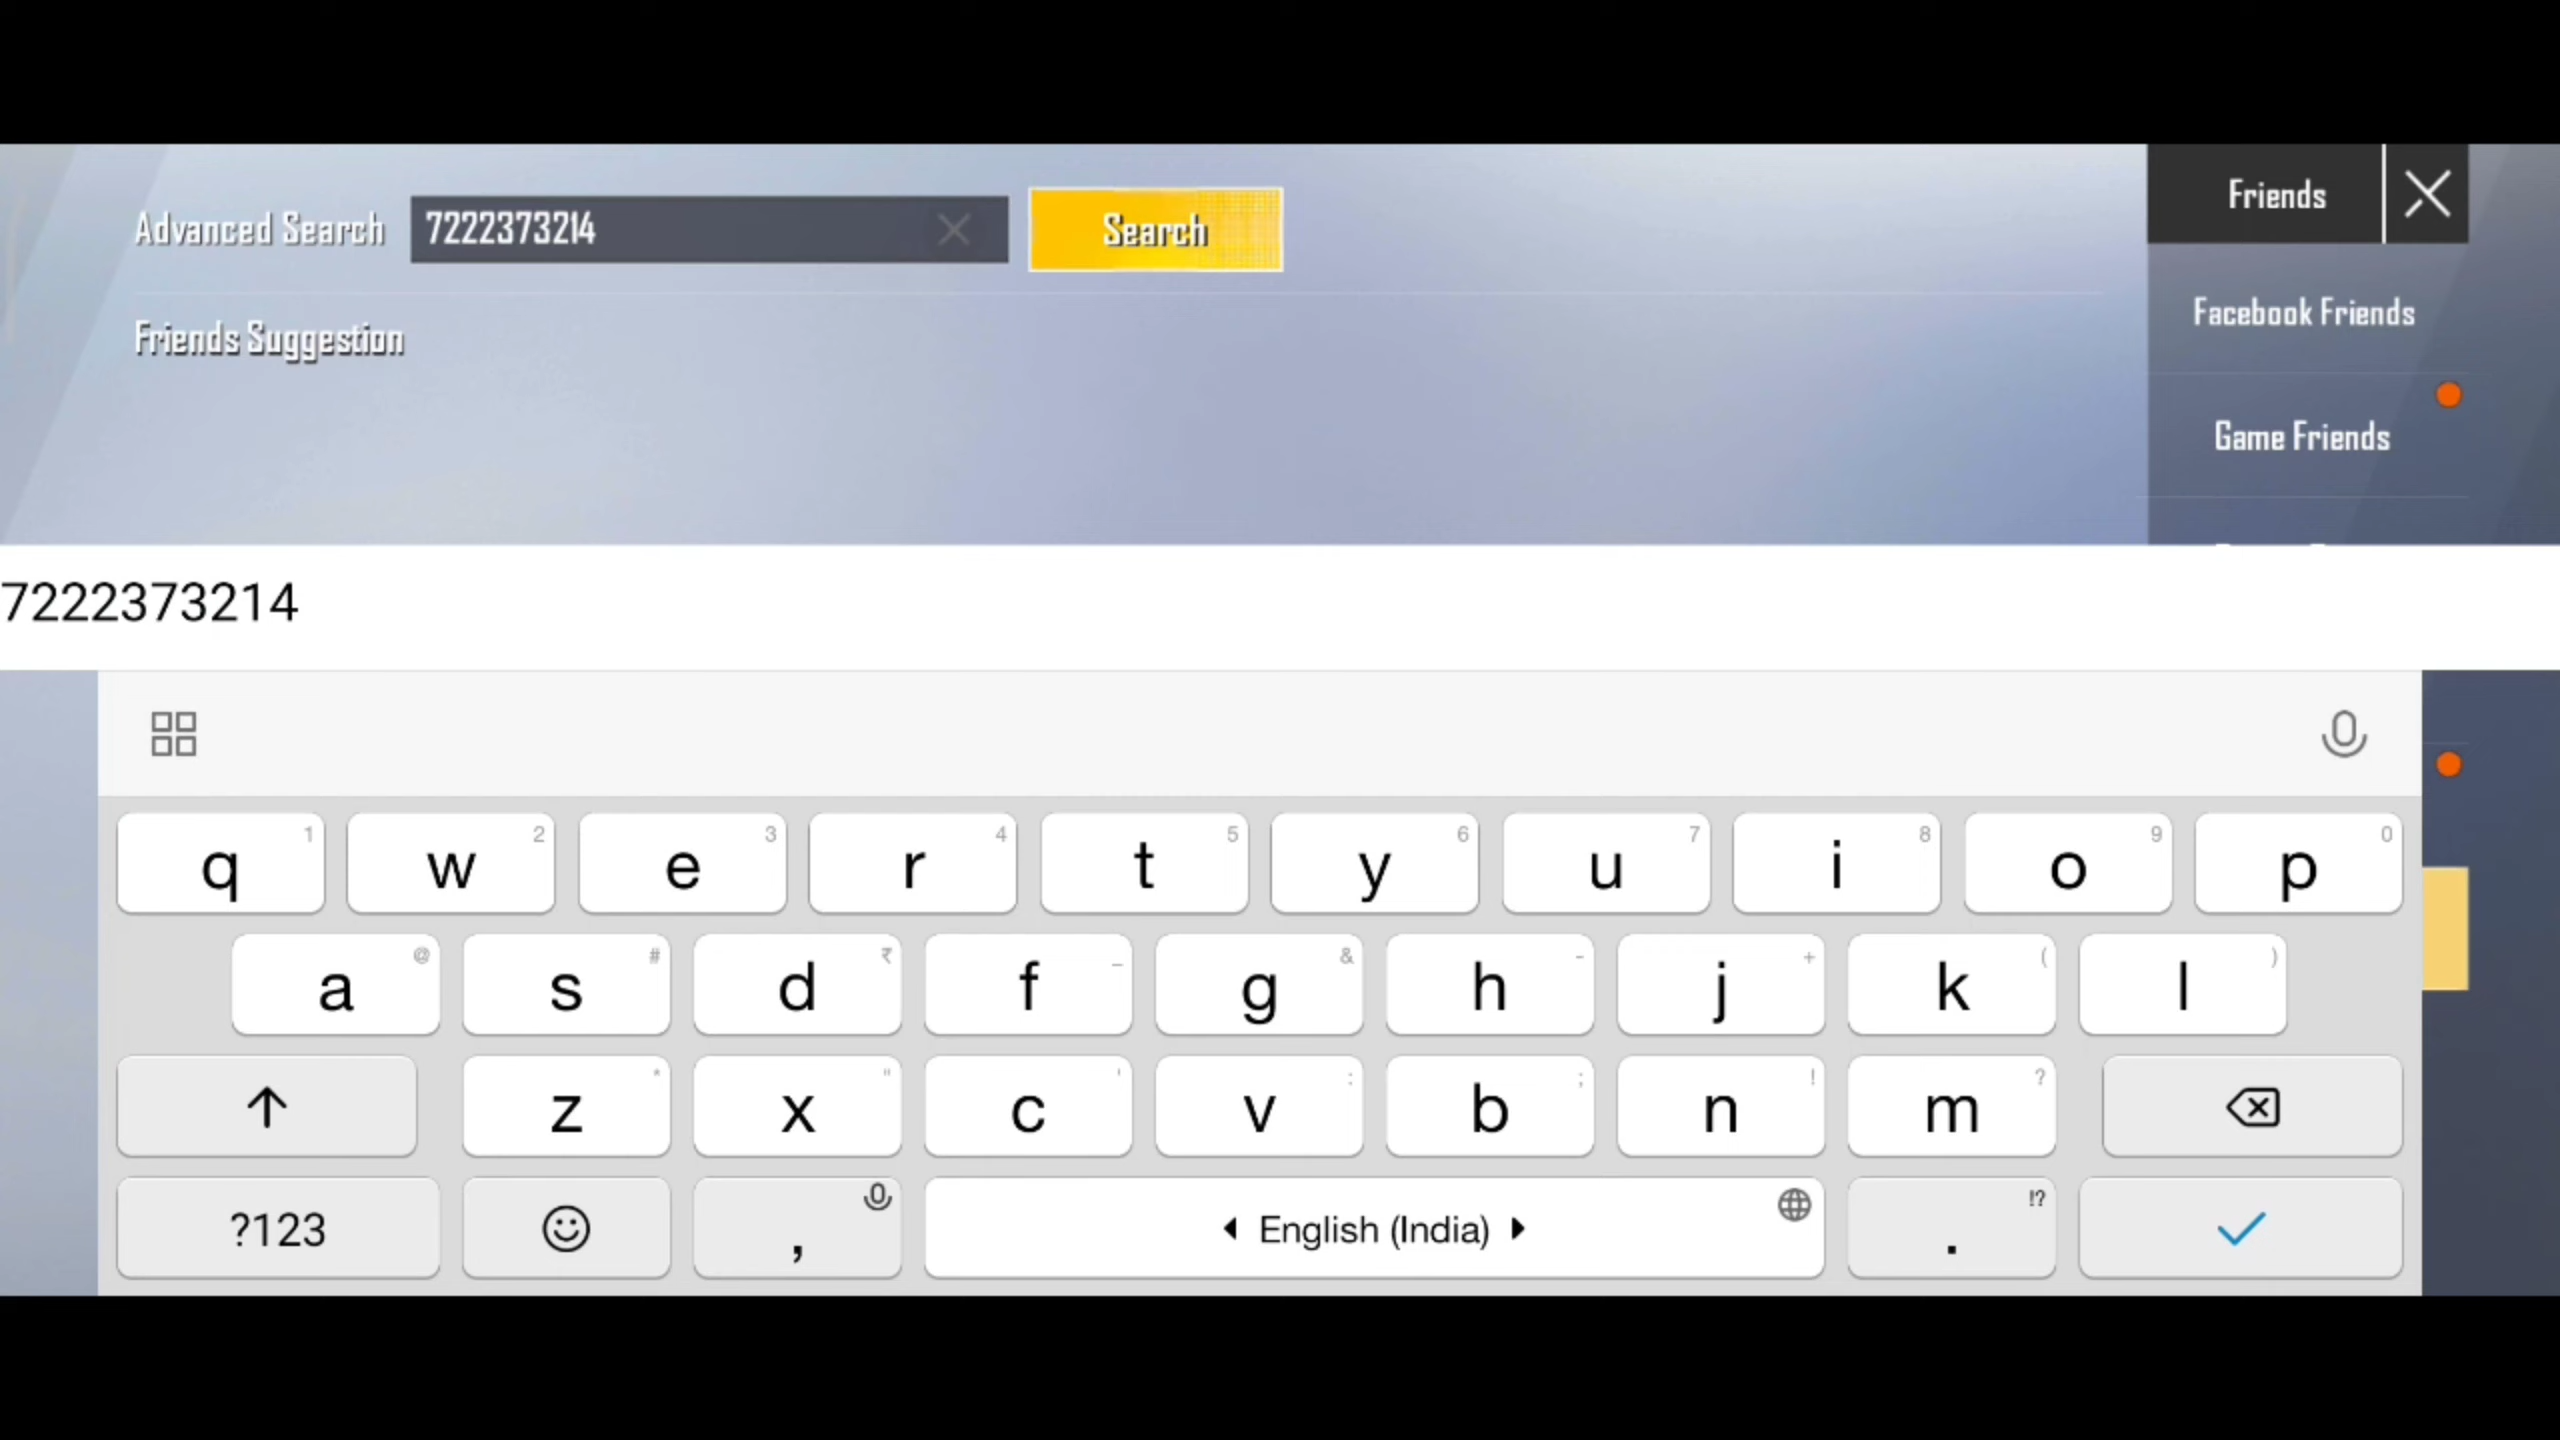 Advanced Search 7222373214 Search
Friends
Facebook Friends
Friends Suggestion
Game Friends
7222373214
q 1 w 2 e 3 r 4 t 5 y 6 u 7 i 8 o 9 p 0
a @ s # d ₹ f _ g & h - j + k ( l )
z * x " c ' v : b ; n ! m ?
?123 , English (India) . !?